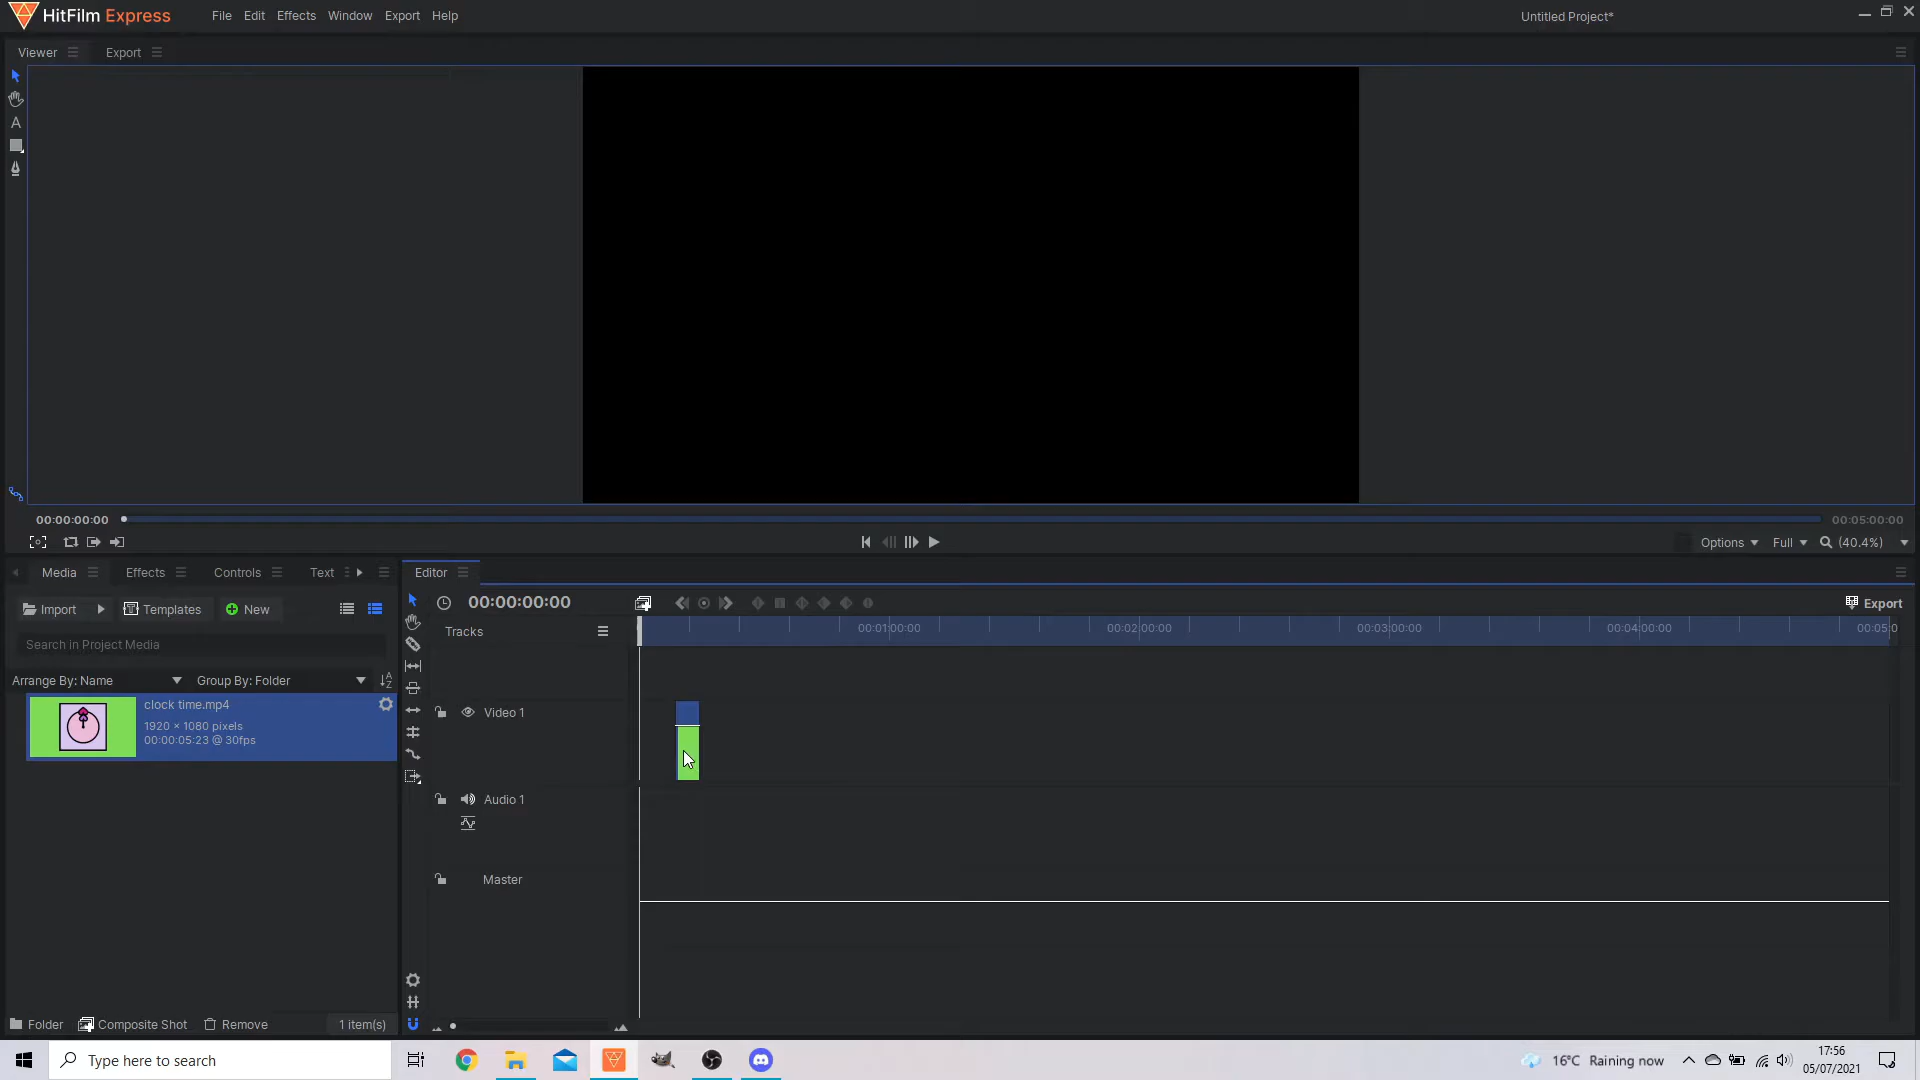 HitFilm Express
File Edit Effects Window Export Help
Untitled Project*
Viewer
Export
00:00:00:00
00:05:00:00
Options
Full
(40.4%)
Media
Effects
Controls
Text
Editor
Import
Templates
New
00:00:00:00
Export
Search in Project Media
Tracks
00:01:00:00
00:02:00:00
00:03:00:00
00:04:00:00
00:05:0
Arrange By: Name
Group By: Folder
clock time.mp4
1920 × 1080 pixels
00:00:05:23 @ 30fps
Video 1
Audio 1
Master
Folder
Composite Shot
Remove
1 item(s)
Type here to search
16°C Raining now
17:56
05/07/2021